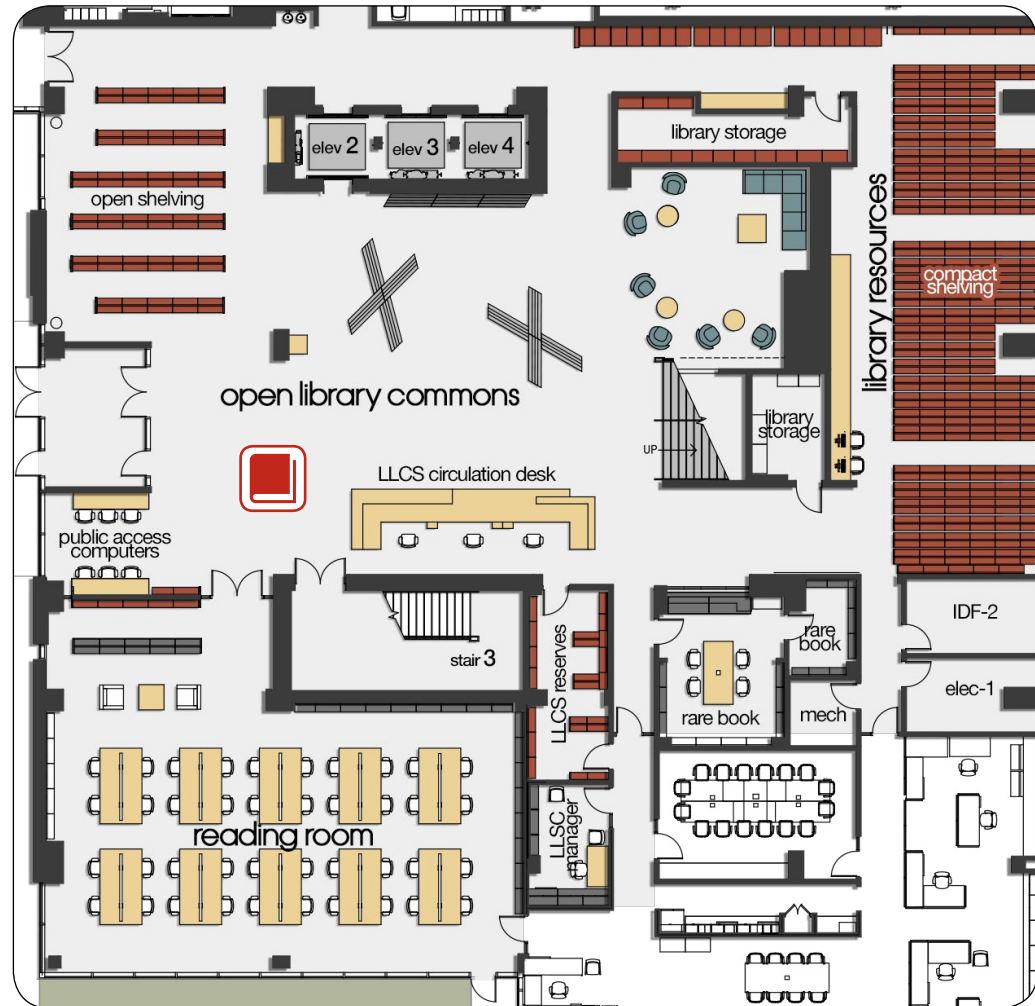 elev 2
elev 3
elev 4
library storage
open shelving
library resources
compact
shelving
open library commons
library
storage
UP
LLCS circulation desk
public access
computers
stair 3
LLCS reserves
rare
book
IDF-2
elec-1
rare book
mech
reading room
LLSC
manager